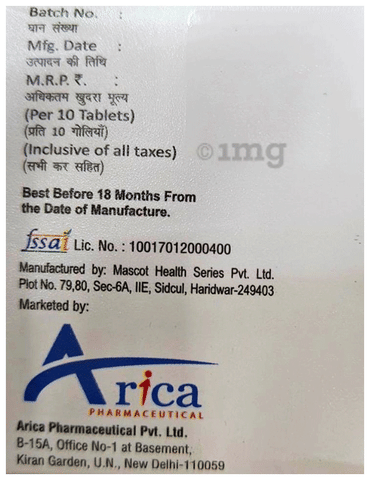 Batch No. :
घान संख्या
Mfg. Date :
उत्पादन की तिथि
M.R.P. ₹. :
अधिकतम खुदरा मूल्य
(Per 10 Tablets)
(प्रति 10 गोलियाँ)
(Inclusive of all taxes)
(सभी कर सहित)
©1mg
Best Before 18 Months From
the Date of Manufacture.
fssai Lic. No. : 10017012000400
Manufactured by: Mascot Health Series Pvt. Ltd.
Plot No. 79,80, Sec-6A, IIE, Sidcul, Haridwar-249403
Marketed by:
Arica
PHARMACEUTICAL
Arica Pharmaceutical Pvt. Ltd.
B-15A, Office No-1 at Basement,
Kiran Garden, U.N., New Delhi-110059